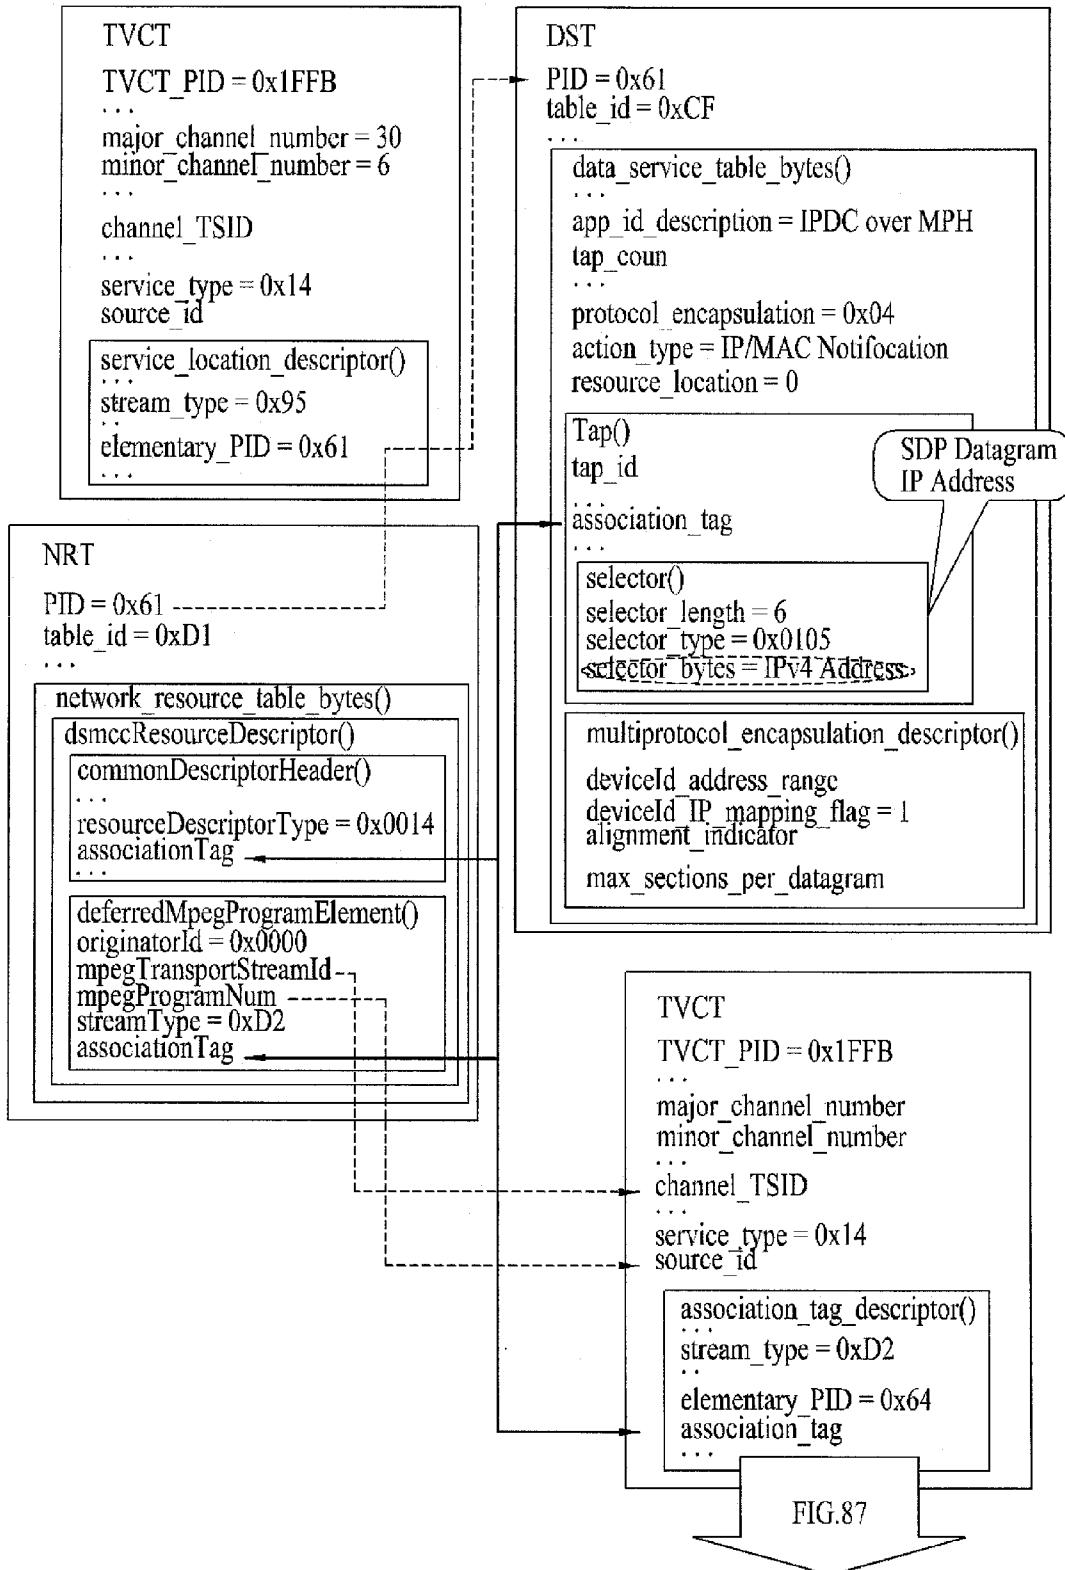 TVCT
TVCT_PID = 0x1FFB
...
major_channel_number = 30
minor_channel_number = 6
...
channel_TSID
...
service_type = 0x14
source_id
service_location_descriptor()
...
stream_type = 0x95
..
elementary_PID = 0x61
...
NRT
PID = 0x61
table_id = 0xD1
...
network_resource_table_bytes()
dsmccResourceDescriptor()
commonDescriptorHeader()
...
resourceDescriptorType = 0x0014
associationTag
...
deferredMpegProgramElement()
originatorId = 0x0000
mpegTransportStreamId
mpegProgramNum
streamType = 0xD2
associationTag
DST
PID = 0x61
table_id = 0xCF
...
data_service_table_bytes()
...
app_id_description = IPDC over MPH
tap_coun
...
protocol_encapsulation = 0x04
action_type = IP/MAC Notifocation
resource_location = 0
Tap()
tap_id
...
association_tag
...
selector()
selector_length = 6
selector_type = 0x0105
selector_bytes = IPv4 Address
SDP Datagram
IP Address
multiprotocol_encapsulation_descriptor()
deviceId_address_range
deviceId_IP_mapping_flag = 1
alignment_indicator
max_sections_per_datagram
TVCT
TVCT_PID = 0x1FFB
...
major_channel_number
minor_channel_number
...
channel_TSID
...
service_type = 0x14
source_id
association_tag_descriptor()
...
stream_type = 0xD2
..
elementary_PID = 0x64
association_tag
...
FIG.87